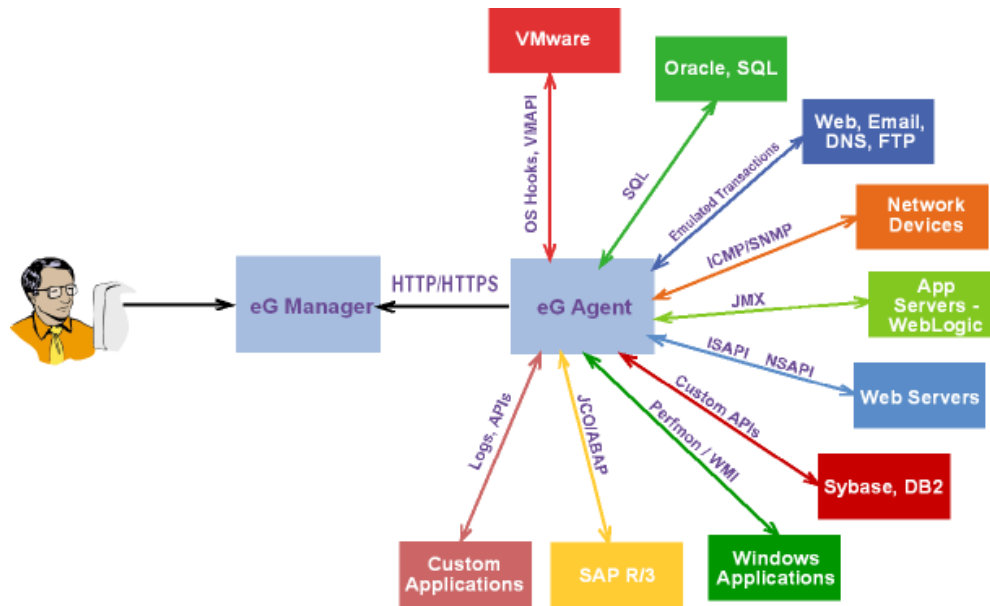 VMware
Oracle, SQL
Web, Email,
DNS, FTP
OS Hooks, VMAPI
SQL
Emulated Transactions
Network
Devices
ICMP/SNMP
HTTP/HTTPS
eG Manager
eG Agent
JMX
App
Servers -
WebLogic
ISAPI NSAPI
Web Servers
Custom APIs
Perfmon / WMI
JCO/ABAP
Logs, APIs
Sybase, DB2
Custom
Applications
SAP R/3
Windows
Applications